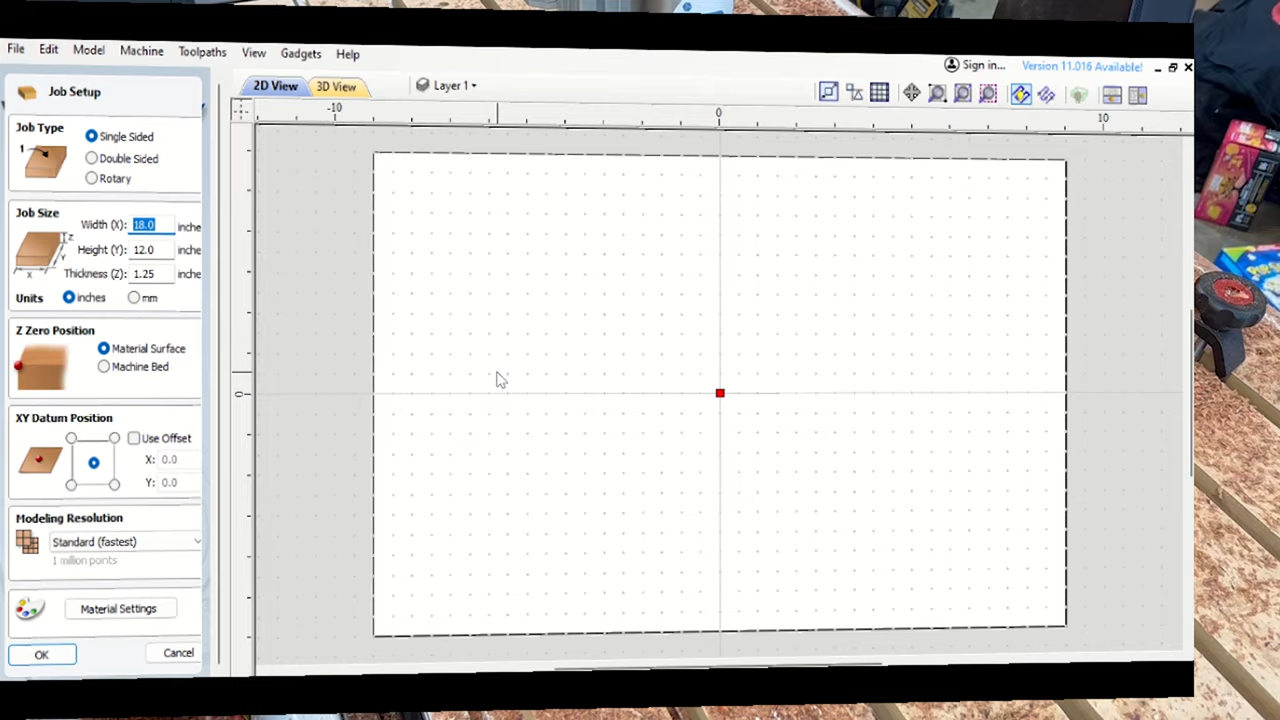 File Edit Model Machine Toolpaths View Gadgets Help
Sign in... Version 11.016 Available!
2D View 3D View Layer 1
Job Setup
-10 0 10
Job Type
Single Sided
1
Double Sided
Rotary
Job Size
Width (X): 18.0 inche
Z
Height (Y): 12.0 inche
Y
X
Thickness (Z): 1.25 inche
Units inches mm
Z Zero Position
Material Surface
Machine Bed
0
XY Datum Position
Use Offset
X: 0.0
Y: 0.0
Modeling Resolution
Standard (fastest)
1 million points
Material Settings
OK Cancel